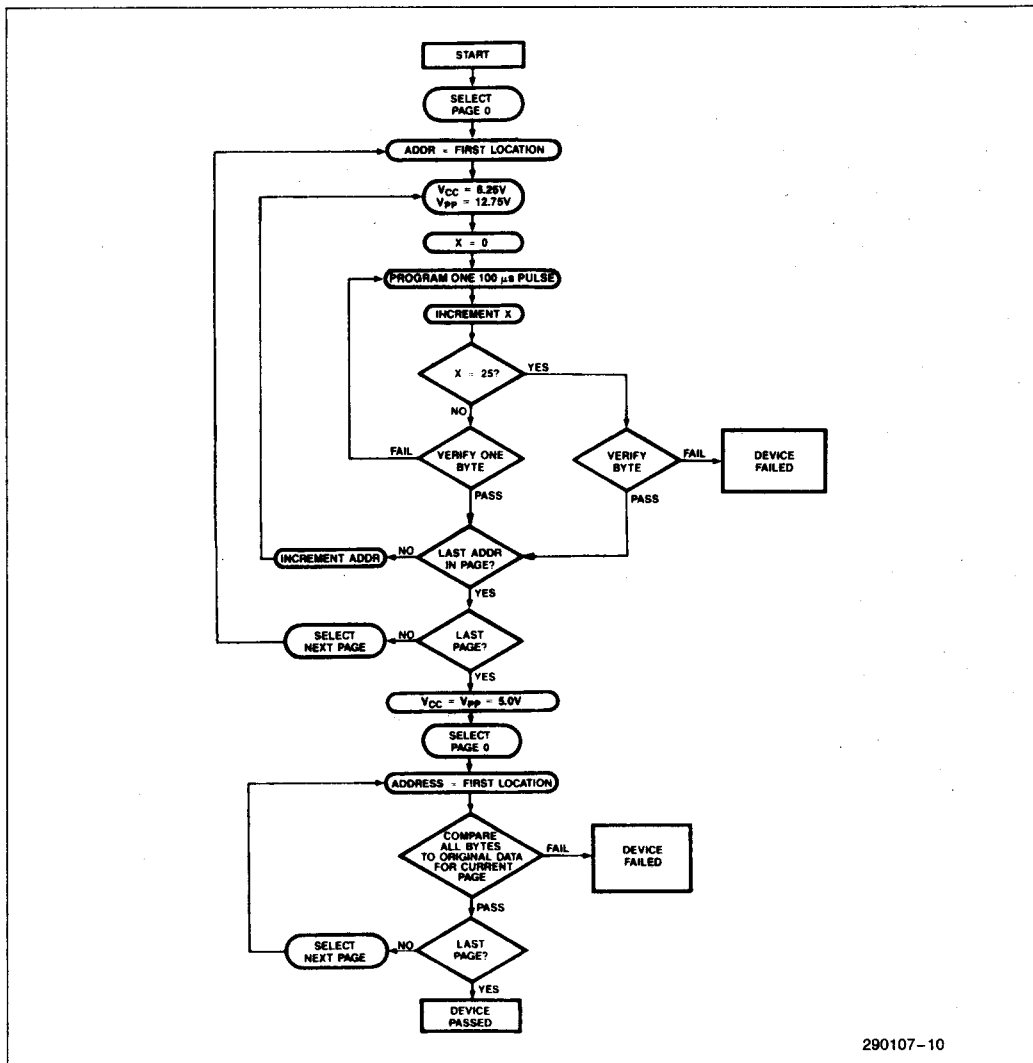 START
SELECT
PAGE 0
ADDR = FIRST LOCATION
VCC = 6.25V
VPP = 12.75V
X = 0
PROGRAM ONE 100 μs PULSE
INCREMENT X
X = 25?
YES
NO
FAIL
VERIFY ONE
BYTE
PASS
VERIFY
BYTE
FAIL
DEVICE
FAILED
PASS
INCREMENT ADDR
NO
LAST ADDR
IN PAGE?
YES
SELECT
NEXT PAGE
NO
LAST
PAGE?
YES
VCC = VPP = 5.0V
SELECT
PAGE 0
ADDRESS = FIRST LOCATION
COMPARE
ALL BYTES
TO ORIGINAL DATA
FOR CURRENT
PAGE
FAIL
DEVICE
FAILED
PASS
SELECT
NEXT PAGE
NO
LAST
PAGE?
YES
DEVICE
PASSED
290107–10